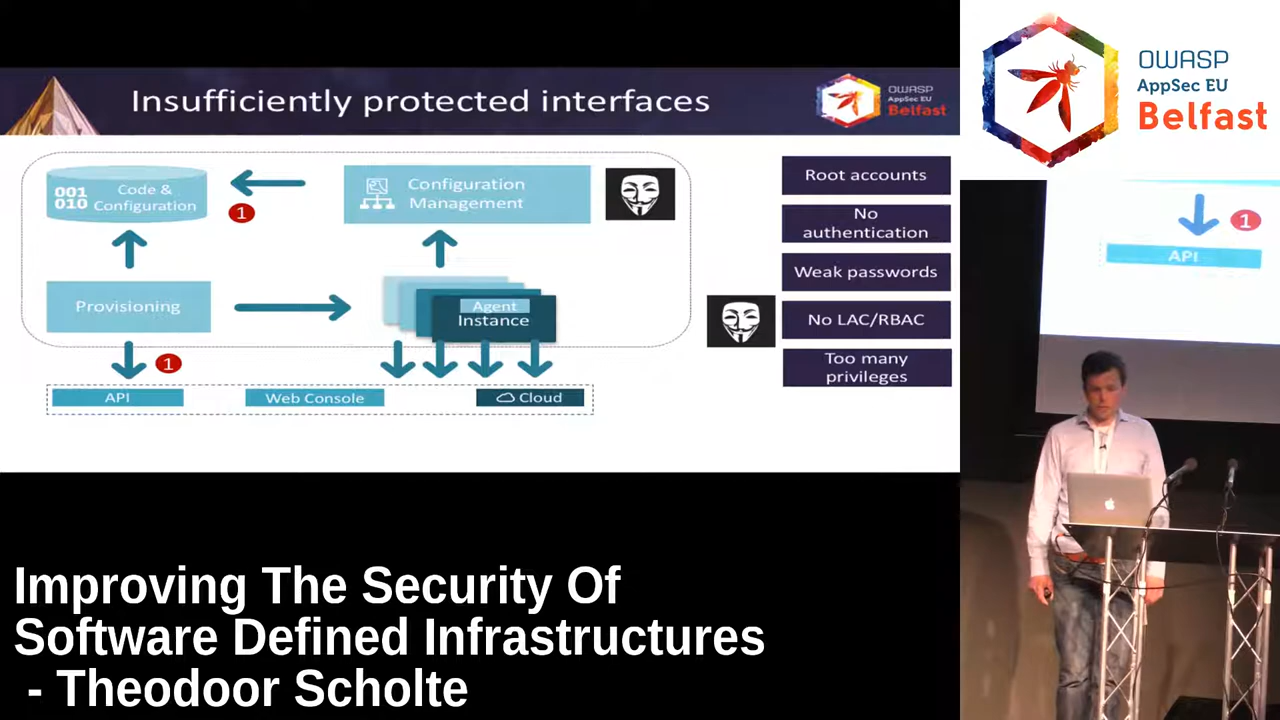 Insufficiently protected interfaces
OWASP
AppSec EU
Belfast
001
010
Code &
Configuration
1
Configuration
Management
Provisioning
1
Agent
Instance
API
Web Console
Cloud
Root accounts
No
authentication
Weak passwords
No LAC/RBAC
Too many
privileges
OWASP
AppSec EU
Belfast
1
API
Improving The Security Of
Software Defined Infrastructures
- Theodoor Scholte